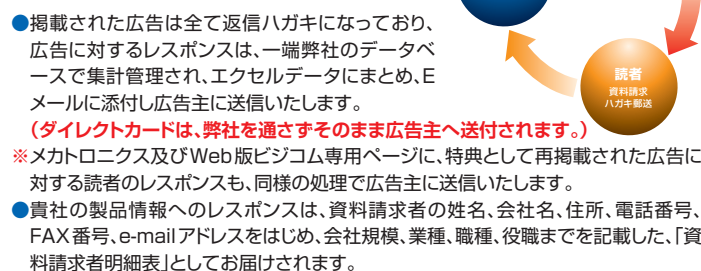 ●掲載された広告は全て返信ハガキになっており、
広告に対するレスポンスは、一端弊社のデータベ
ースで集計管理され、エクセルデータにまとめ、E
メールに添付し広告主に送信いたします。
(ダイレクトカードは、弊社を通さずそのまま広告主へ送付されます。)
読者
資料請求
ハガキ郵送
※メカトロニクス及びWeb版ビジコム専用ページに、特典として再掲載された広告に
対する読者のレスポンスも、同様の処理で広告主に送信いたします。
●貴社の製品情報へのレスポンスは、資料請求者の姓名、会社名、住所、電話番号、
FAX番号、e-mailアドレスをはじめ、会社規模、業種、職種、役職までを記載した、「資
料請求者明細表」としてお届けされます。